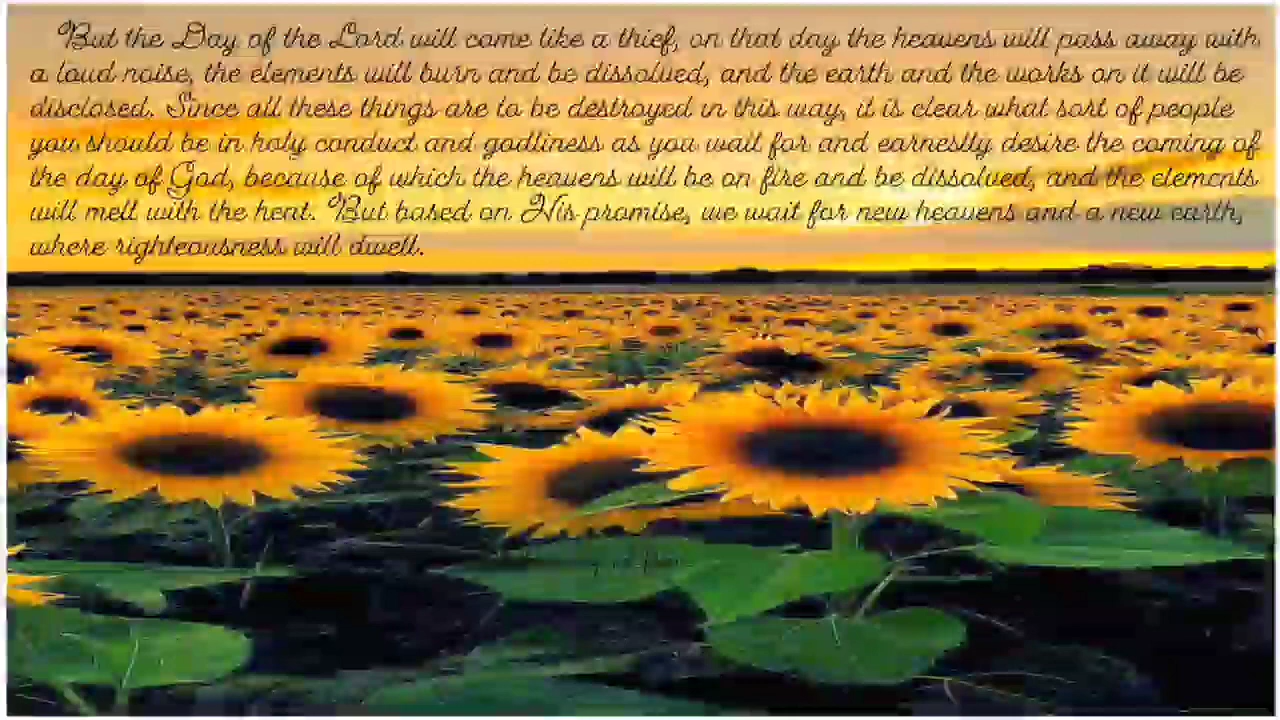 But the Day of the Lord will come like a thief, on that day the heavens will pass away with
a loud noise, the elements will burn and be dissolved, and the earth and the works on it will be
disclosed. Since all these things are to be destroyed in this way, it is clear what sort of people
you should be in holy conduct and godliness as you wait for and earnestly desire the coming of
the day of God, because of which the heavens will be on fire and be dissolved, and the elements
will melt with the heat. But based on His promise, we wait for new heavens and a new earth,
where righteousness will dwell.